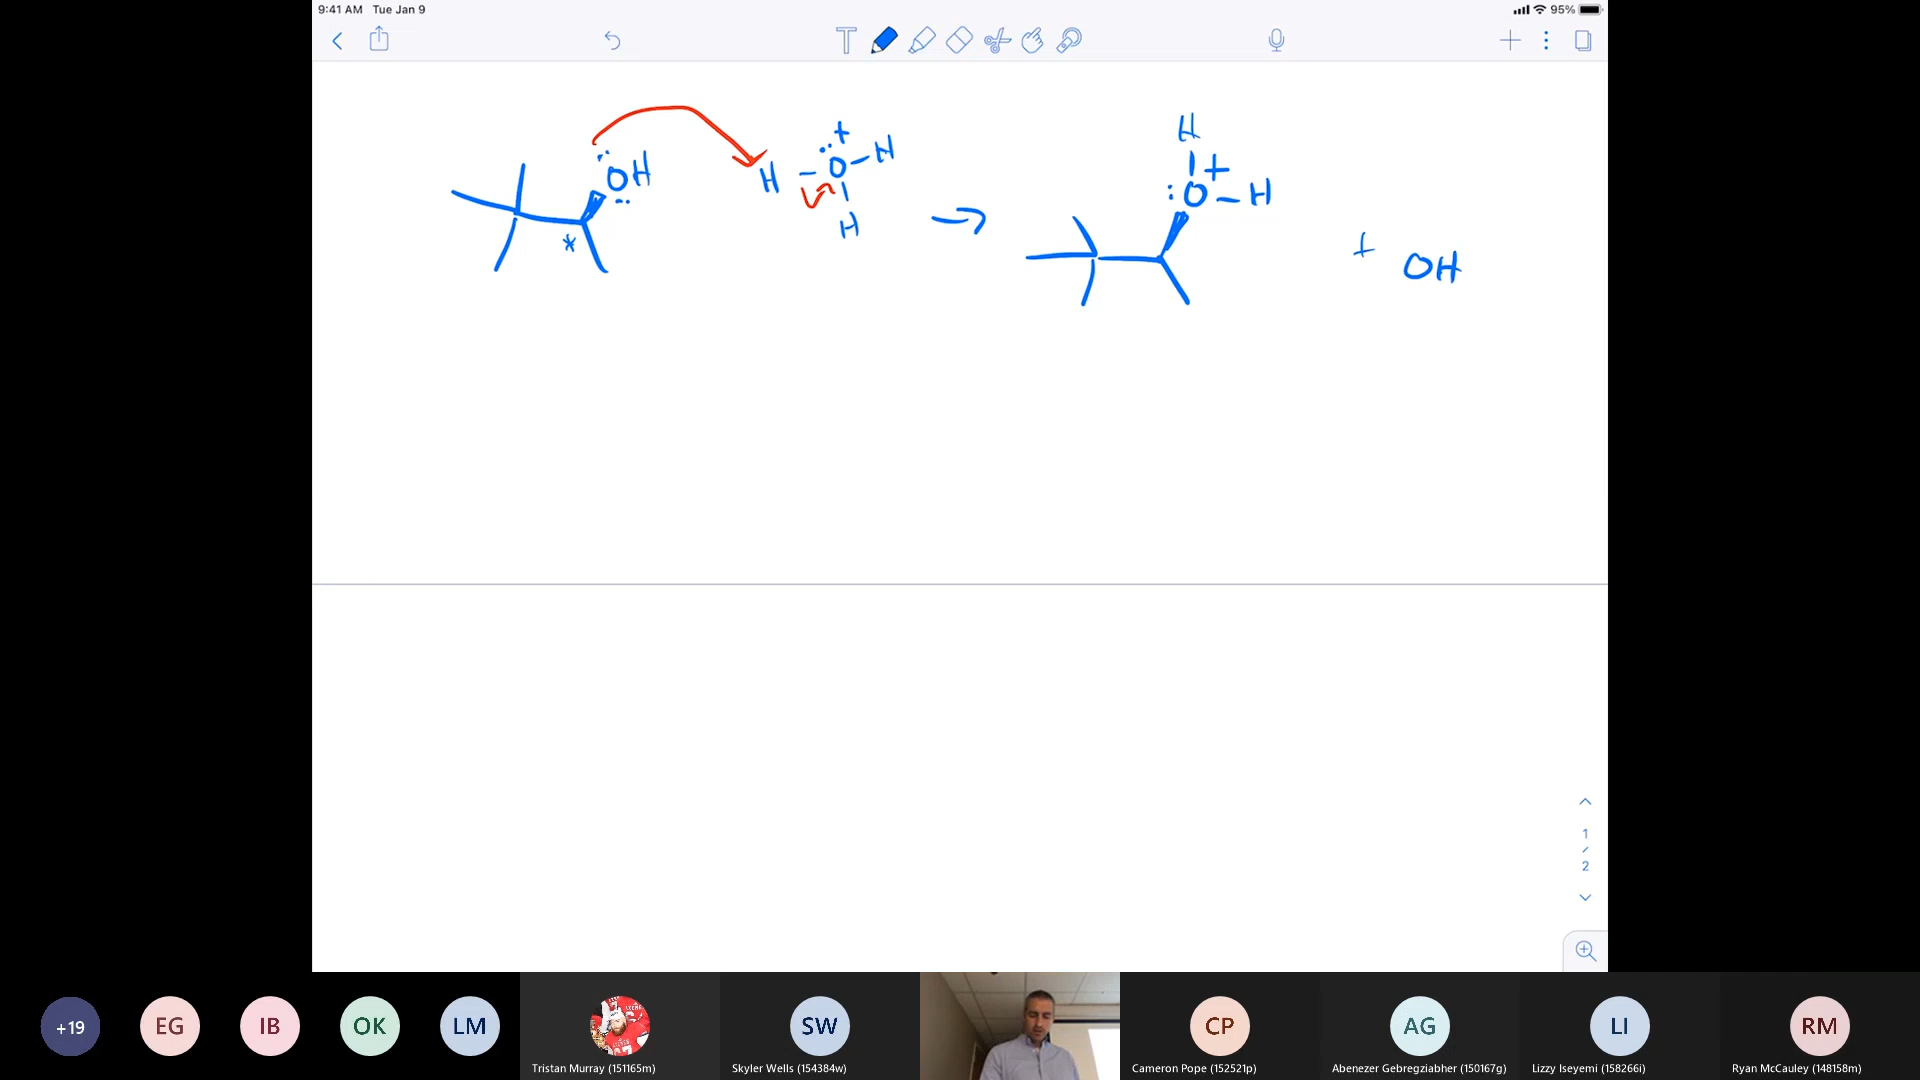 9:41 AM Tue Jan 9
95%
T
H
+
H
+
OH
H
O
H
O
H
*
H
+
OH
1
/
2
+19
EG
IB
OK
LM
SW
CP
AG
LI
RM
Tristan Murray (151165m)
Skyler Wells (154384w)
Cameron Pope (152521p)
Abenezer Gebregziabher (150167g)
Lizzy Iseyemi (158266i)
Ryan McCauley (148158m)